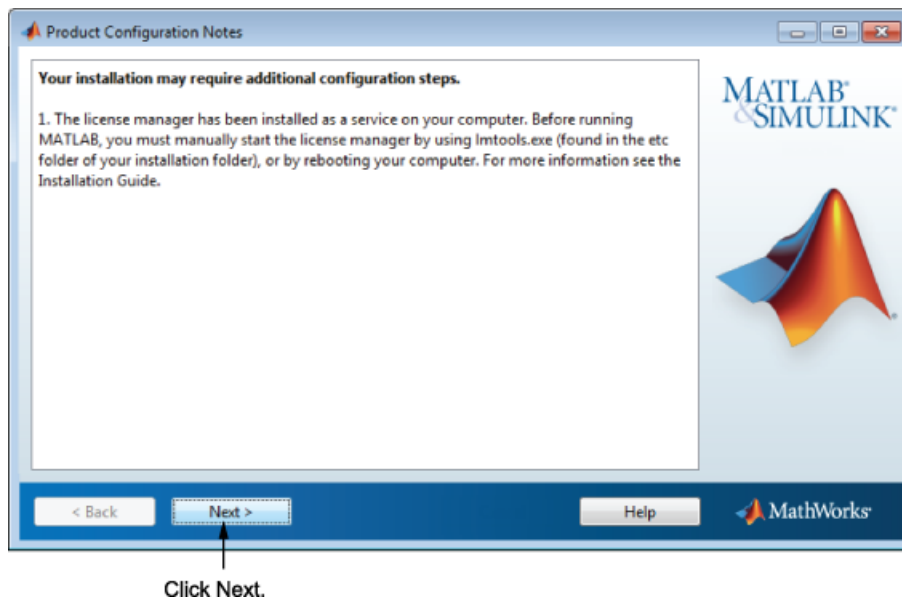 Product Configuration Notes
Your installation may require additional configuration steps.
1. The license manager has been installed as a service on your computer. Before running
MATLAB, you must manually start the license manager by using lmtools.exe (found in the etc
folder of your installation folder), or by rebooting your computer. For more information see the
Installation Guide.
MATLAB®
&SIMULINK®
< Back
Next >
Help
MathWorks®
Click Next.